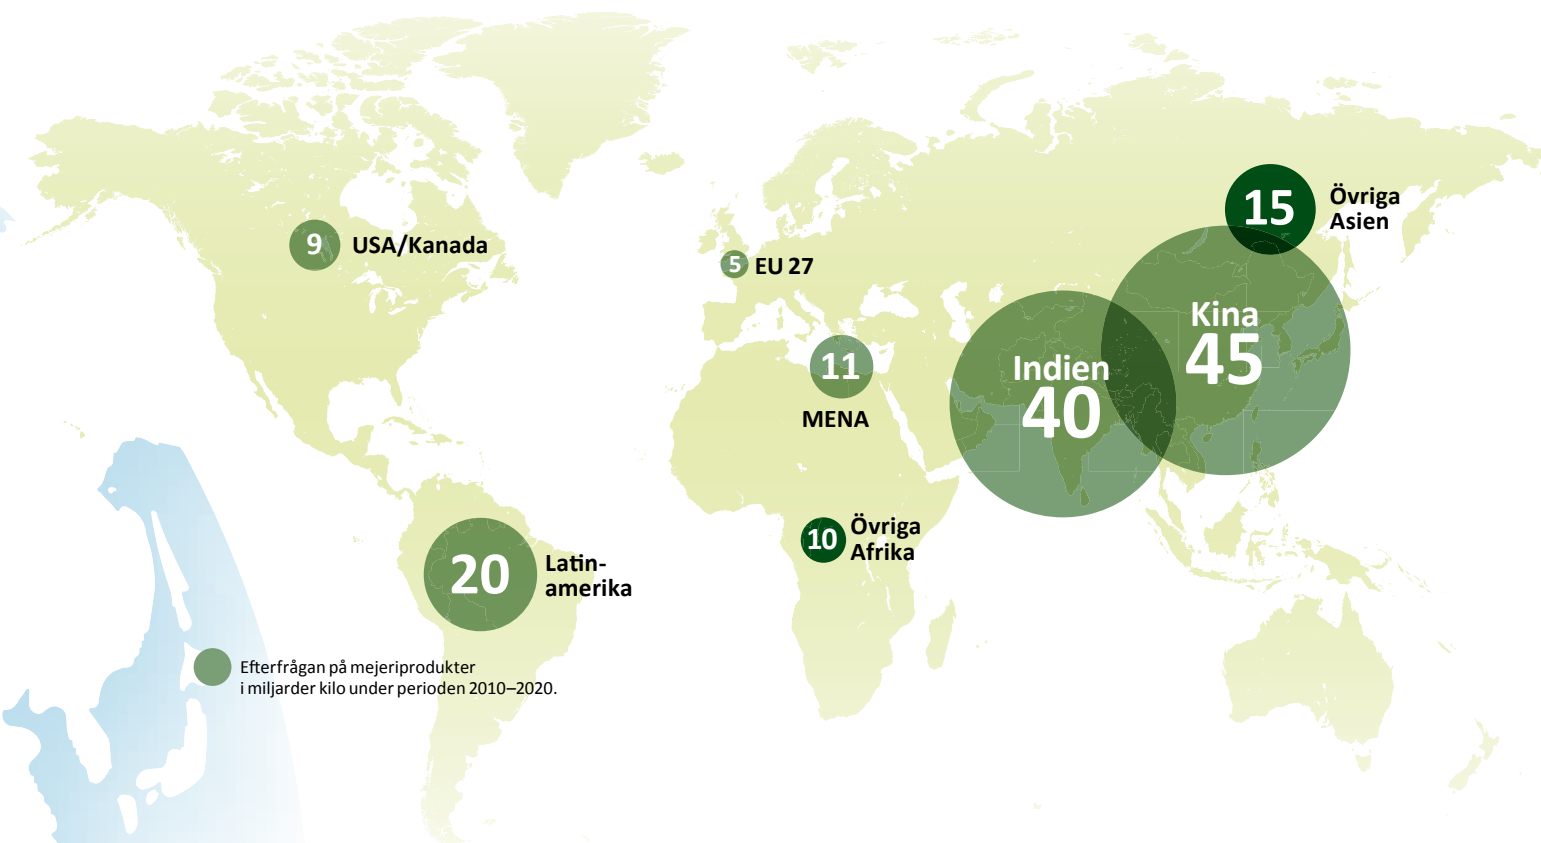 15
Övriga
Asien
9
USA/Kanada
5
EU 27
Kina
45
Indien
40
11
MENA
20
Latin-
amerika
10
Övriga
Afrika
Efterfrågan på mejeriprodukter
i miljarder kilo under perioden 2010–2020.